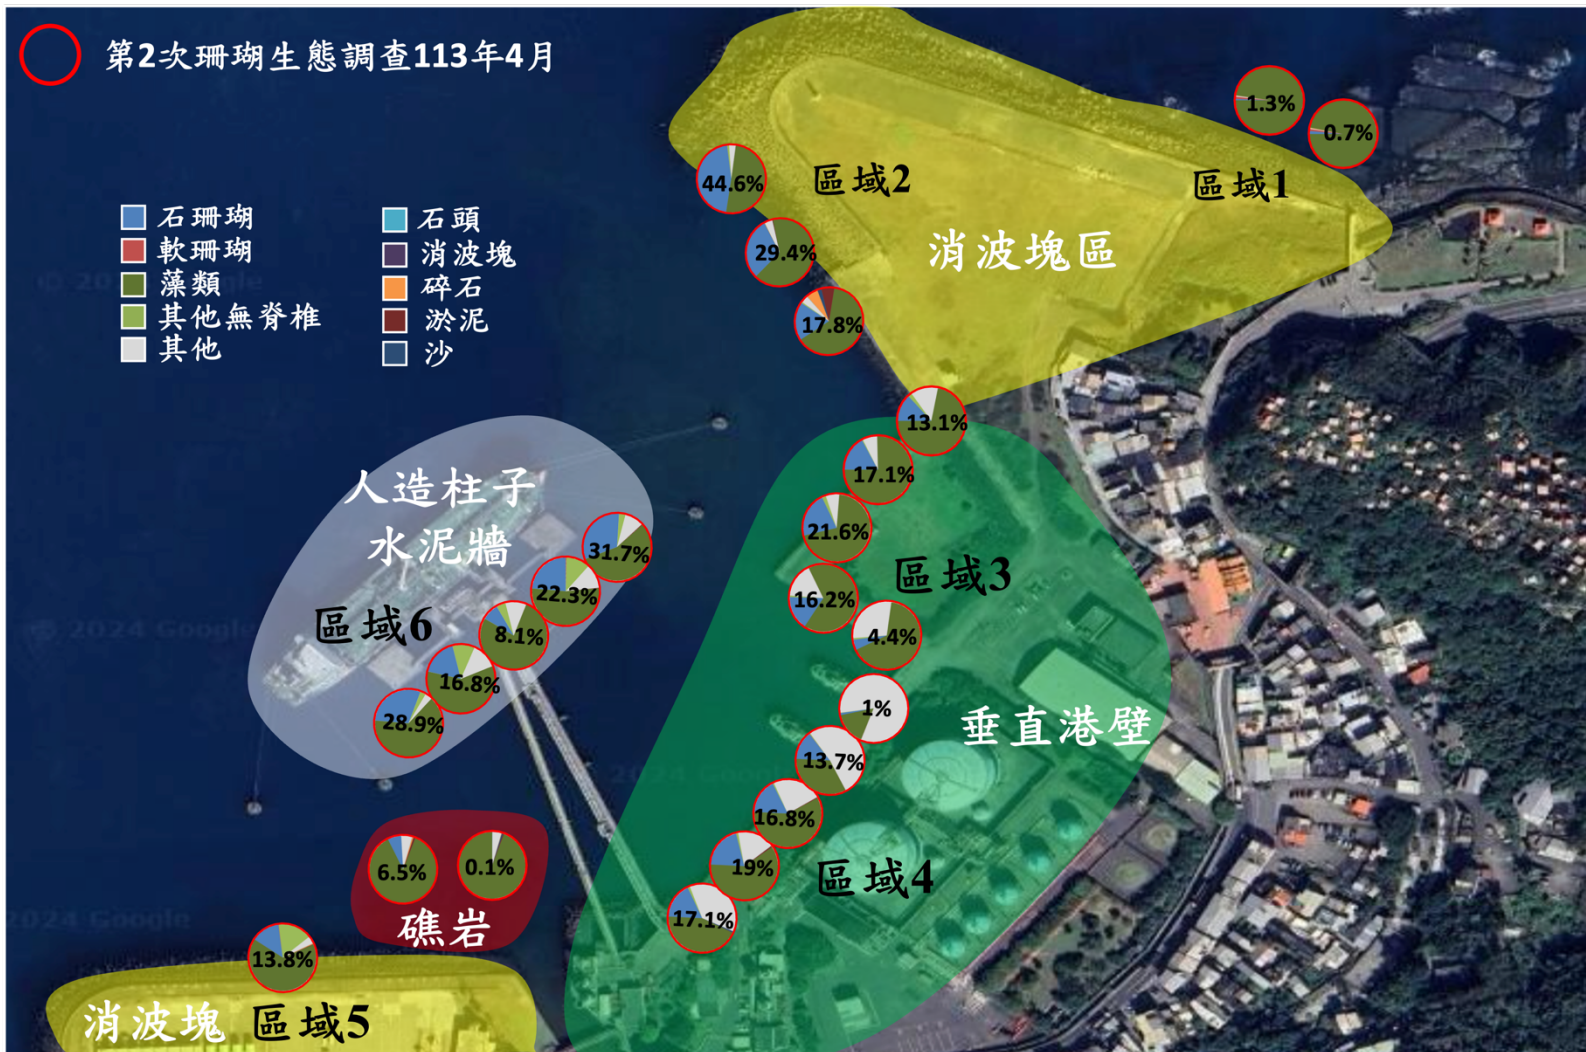 第2次珊瑚生態調查113年4月
1.3%
0.7%
44.6%
區域2
區域1
石珊瑚
石頭
29.4%
消波塊區
軟珊瑚
消波塊
藻類
碎石
其他無脊椎
淤泥
17.8%
其他
沙
13.1%
人造柱子
17.1%
水泥牆
21.6%
31.7%
22.3%
區域3
16.2%
區域6
8.1%
4.4%
16.8%
28.9%
1%
垂直港壁
13.7%
16.8%
6.5%
0.1%
19%
區域4
礁岩
17.1%
13.8%
消波塊 區域5
2024 Google
2024 Google
2024 Google